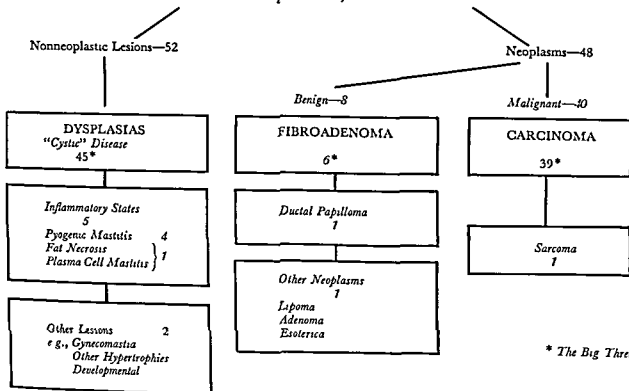 Nonneoplastic Lesions—52
Neoplasms—48
Benign—8
Malignant—40
DYSPLASIAS
"Cystic" Disease
45*
FIBROADENOMA
6*
CARCINOMA
39*
Inflammatory States
5
Pyogenic Mastitis 4
Fat Necrosis
Plasma Cell Mastitis } 1
Ductal Papilloma
1
Sarcoma
1
Other Neoplasms
1
Lipoma
Adenoma
Esoterica
Other Lesions 2
e g., Gynecomastia
Other Hypertrophies
Developmental
* The Big Thre